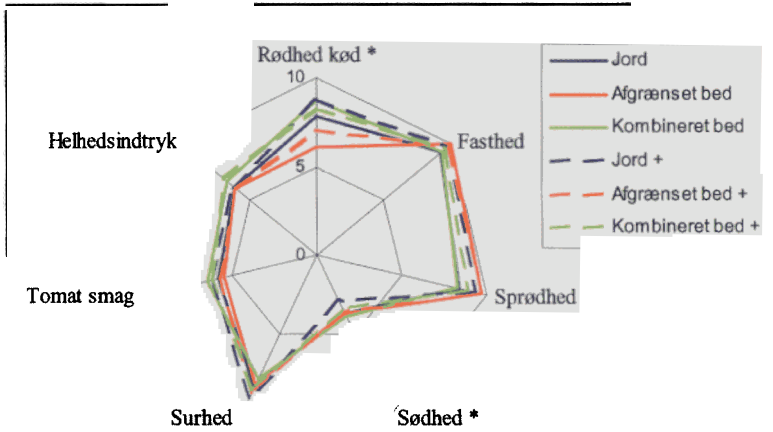 Rødhed kød *
10
Jord
Afgrænset bed
Kombineret bed
Jord +
Afgrænset bed +
Kombineret bed +
Helhedsindtryk
Fasthed
5
0
Tomat smag
Sprødhed
Surhed
Sødhed *